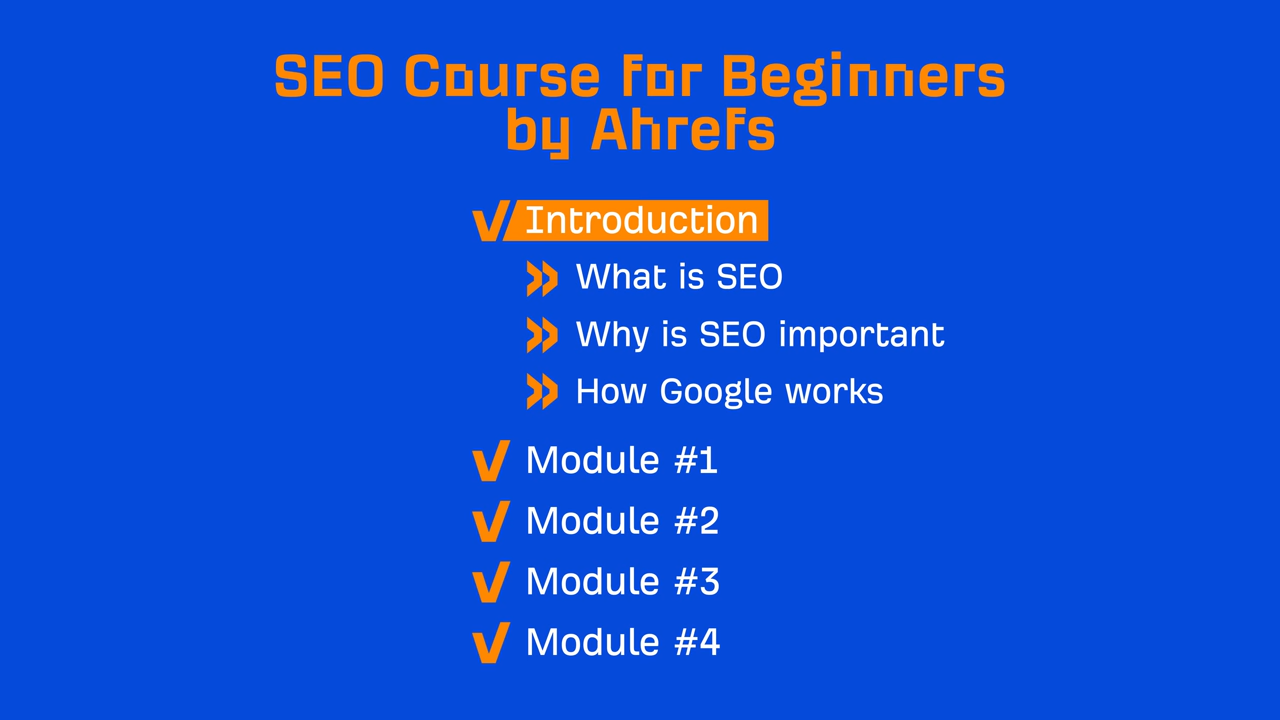 SEO Course for Beginners
by Ahrefs
Introduction
What is SEO
Why is SEO important
How Google works
Module #1
Module #2
Module #3
Module #4